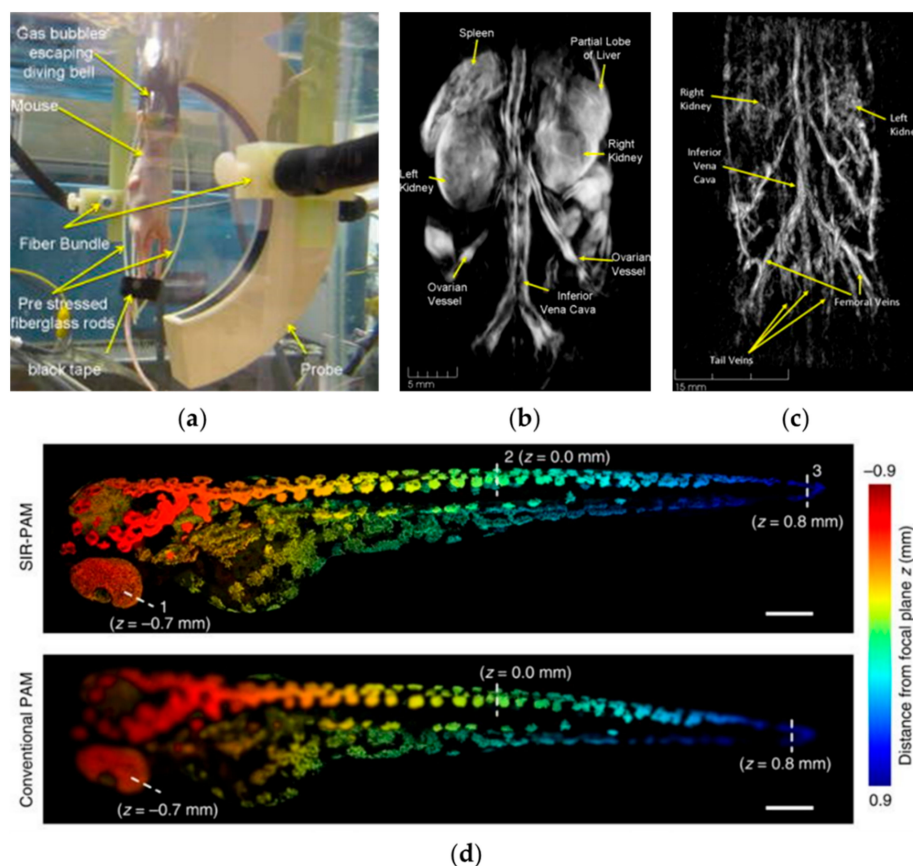 Gas bubbles
escaping
diving bell
Mouse
Fiber Bundle
Pre stressed
fiberglass rods
black tape
Probe
(a)
Spleen
Partial Lobe
of Liver
Left
Kidney
Right
Kidney
Ovarian
Vessel
Ovarian
Vessel
Inferior
Vena Cava
5 mm
(b)
Right
Kidney
Left
Kidney
Inferior
Vena
Cava
Femoral Veins
Tail Veins
15 mm
(c)
SIR-PAM
1
(z = –0.7 mm)
2 (z = 0.0 mm)
3
(z = 0.8 mm)
Conventional PAM
(z = –0.7 mm)
(z = 0.0 mm)
(z = 0.8 mm)
–0.9
Distance from focal plane z (mm)
0.9
(d)